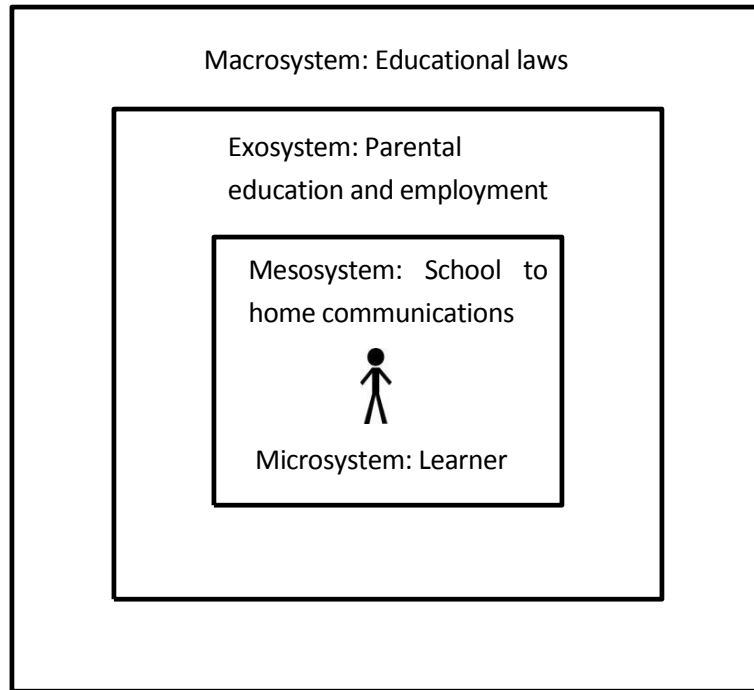 Macrosystem: Educational laws
Exosystem: Parental
education and employment
Mesosystem: School to
home communications
Microsystem: Learner